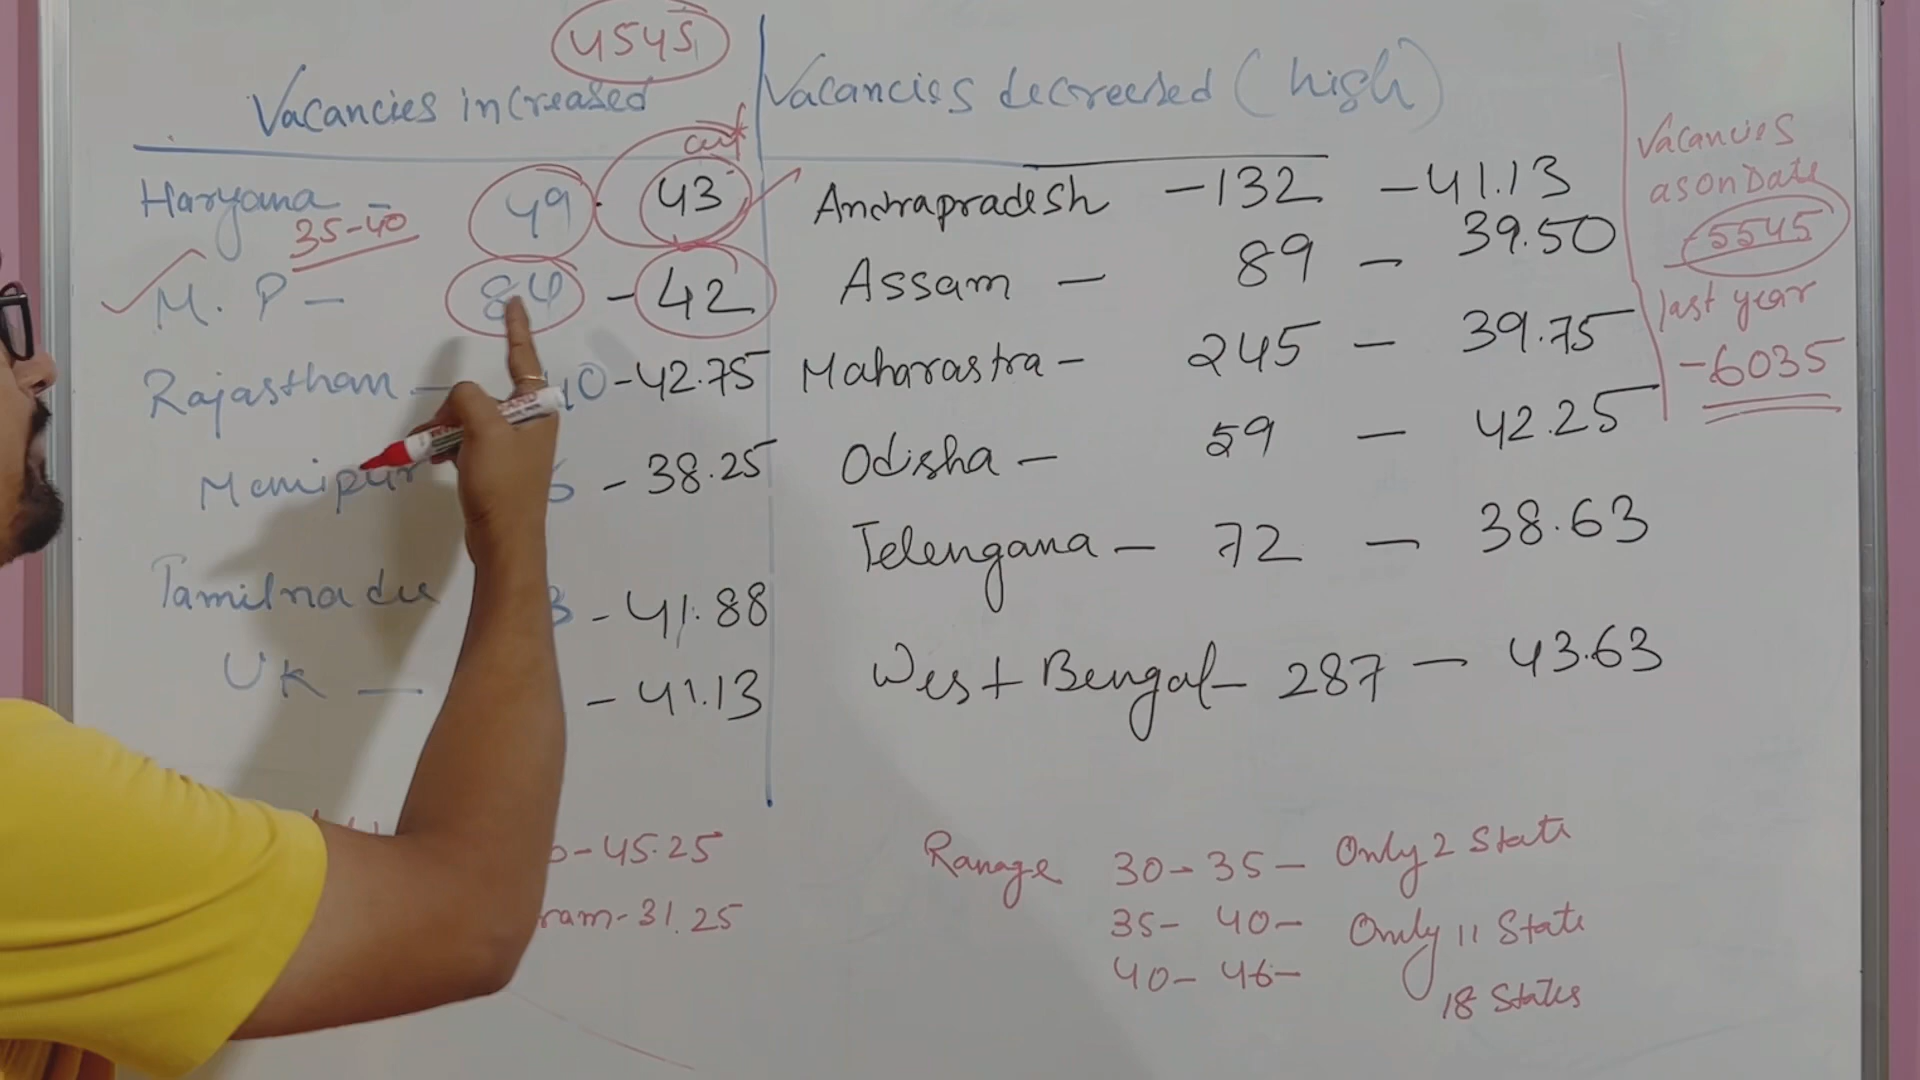 4545
Vacancies increased
Vacancies decreesed (high)
cut
Haryana 49 - 43
35-40
M. P - 84 - 42
Rajasthan - 40 - 42.75
Manipur - 38.25
Tamilnadu - 41.88
UK - - 41.13
Andrapradesh - 132 - 41.13
Assam - 89 - 39.50
Maharastra - 245 - 39.75
Odisha - 59 - 42.25
Telengana - 72 - 38.63
West Bengal - 287 - 43.63
Vacancies
as on Date
-5545
last year
-6035
- 45.25
ram - 31.25
Ranage 30 - 35 - Only 2 State
35 - 40 - Only 11 State
40 - 46 - 18 States